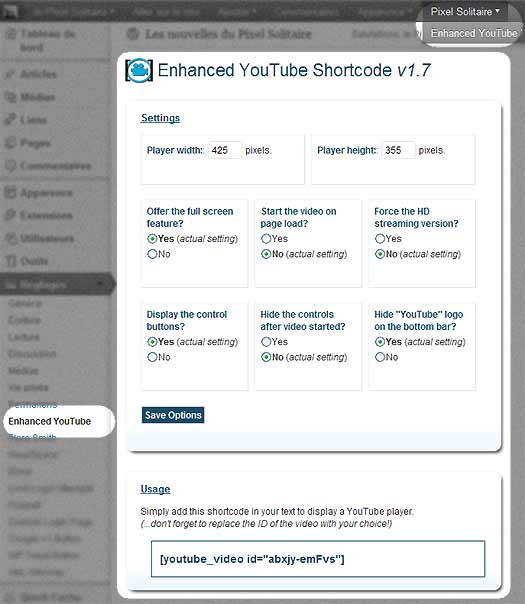 Pixel Solitaire
Enhanced YouTube
Les nouvelles du Pixel Solitaire
Tableau de
bord
Articles
Médias
Liens
Pages
Commentaires
Apparence
Extensions
Utilisateurs
Outils
Réglages
Général
Écriture
Lecture
Discussion
Médias
Vie privée
Permaliens
Enhanced YouTube
Enhanced YouTube Shortcode v1.7
Settings
Player width: 425 pixels.
Player height: 355 pixels.
Offer the full screen
feature?
Yes (actual setting)
No
Start the video on
page load?
Yes
No (actual setting)
Force the HD
streaming version?
Yes
No (actual setting)
Display the control
buttons?
Yes (actual setting)
No
Hide the controls
after video started?
Yes
No (actual setting)
Hide "YouTube" logo
on the bottom bar?
Yes (actual setting)
No
Save Options
Usage
Simply add this shortcode in your text to display a YouTube player.
(...don't forget to replace the ID of the video with your choice!)
[youtube_video id="abxjy-emFvs"]